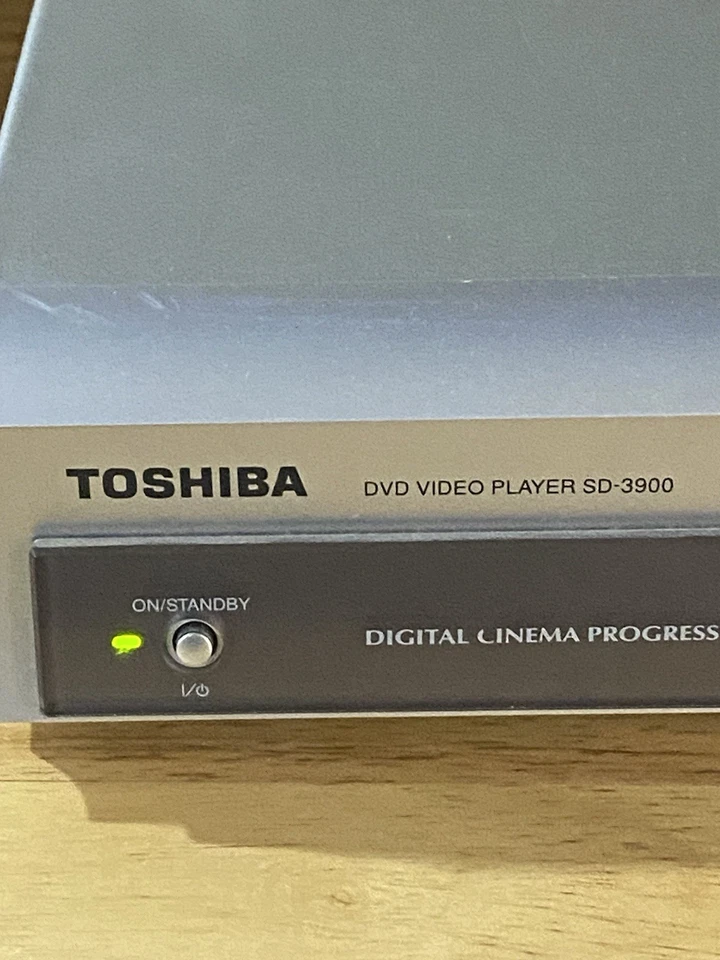 TOSHIBA DVD VIDEO PLAYER SD-3900
ON/STANDBY
DIGITAL CINEMA PROGRESS
I/⏻